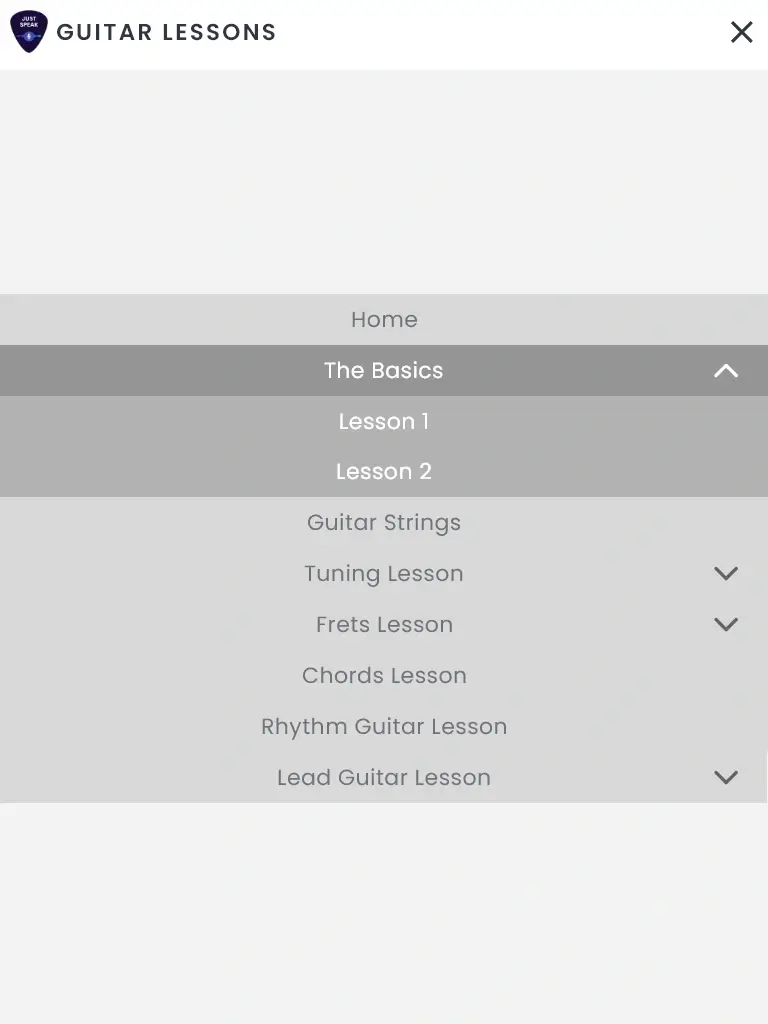 JUST
SPEAK
GUITAR LESSONS
Home
The Basics
Lesson 1
Lesson 2
Guitar Strings
Tuning Lesson
Frets Lesson
Chords Lesson
Rhythm Guitar Lesson
Lead Guitar Lesson